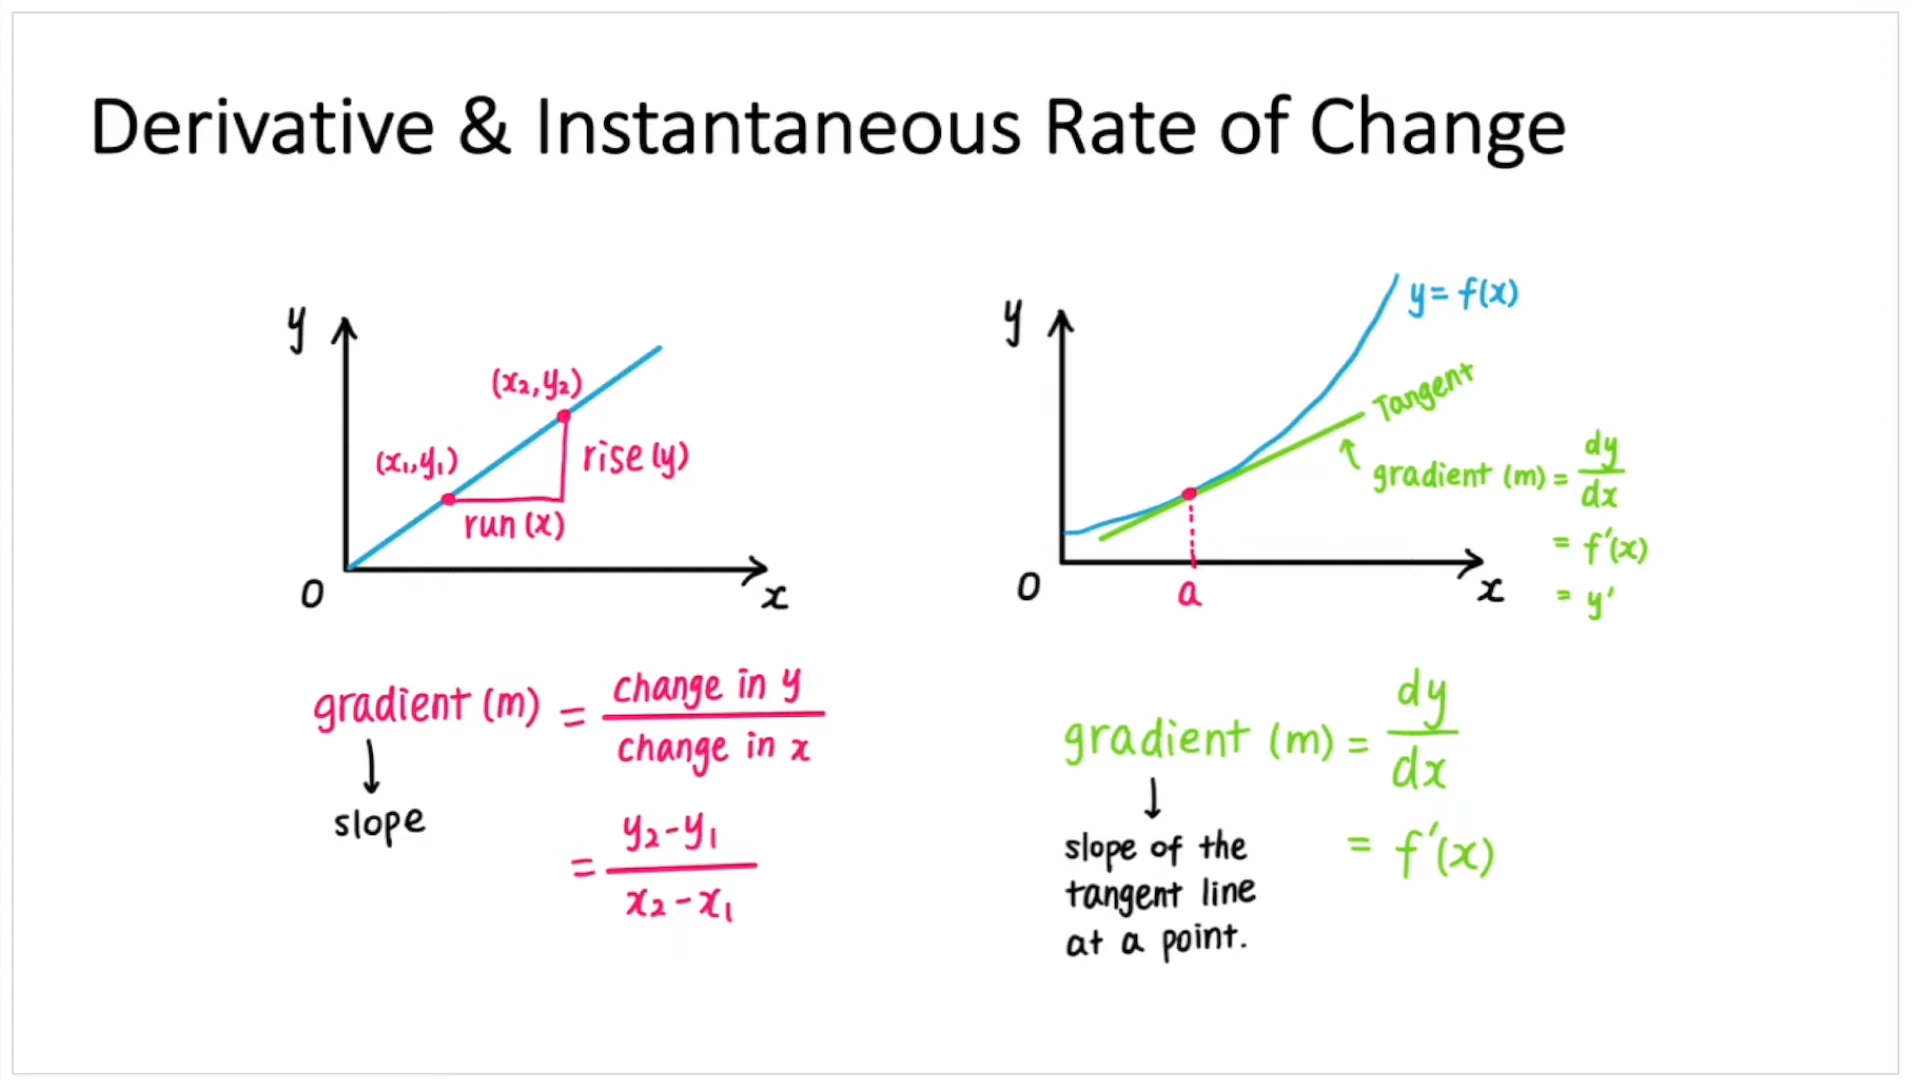 Derivative & Instantaneous Rate of Change
y
(x₂,y₂)
(x₁,y₁)
rise (y)
run (x)
0
x
gradient (m) = change in y / change in x
slope
= y₂-y₁ / x₂-x₁
y
y = f(x)
Tangent
gradient (m) = dy/dx
= f'(x)
= y'
0
a
x
gradient (m) = dy/dx
= f'(x)
slope of the
tangent line
at a point.